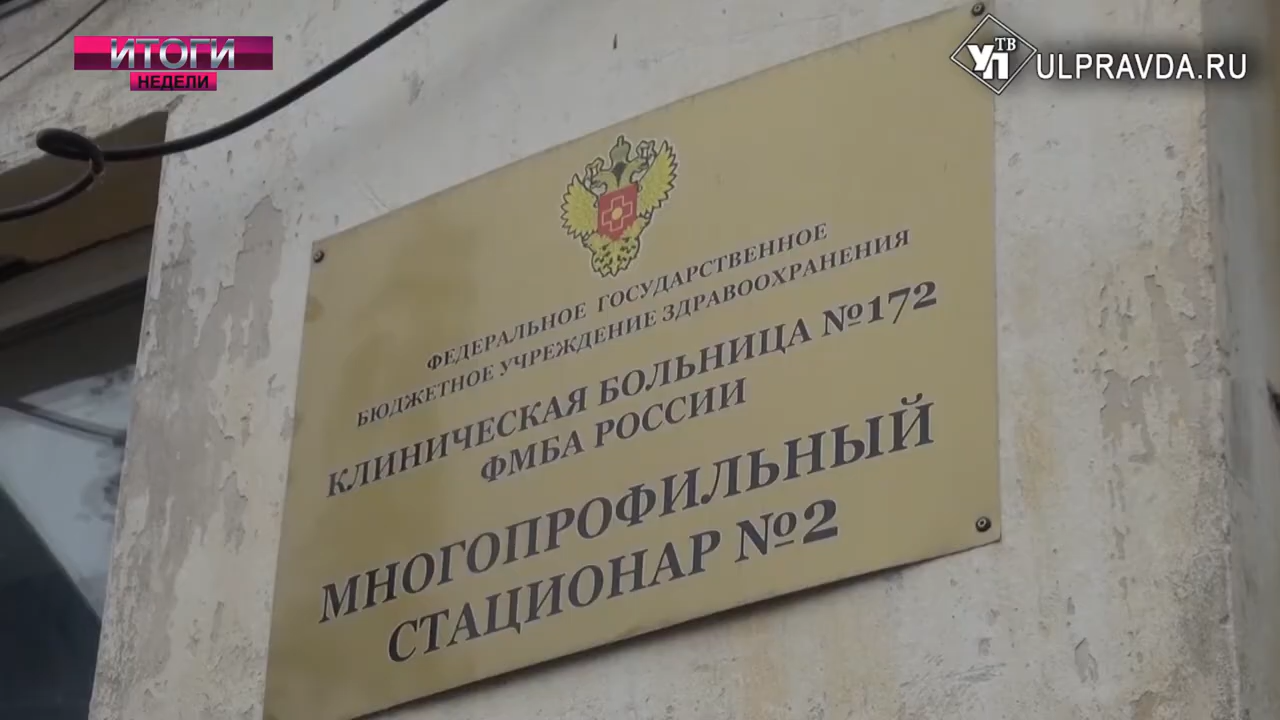 ИТОГИ
НЕДЕЛИ
УП ТВ
ULPRAVDA.RU
ФЕДЕРАЛЬНОЕ ГОСУДАРСТВЕННОЕ
БЮДЖЕТНОЕ УЧРЕЖДЕНИЕ ЗДРАВООХРАНЕНИЯ
КЛИНИЧЕСКАЯ БОЛЬНИЦА №172
ФМБА РОССИИ
МНОГОПРОФИЛЬНЫЙ
СТАЦИОНАР №2